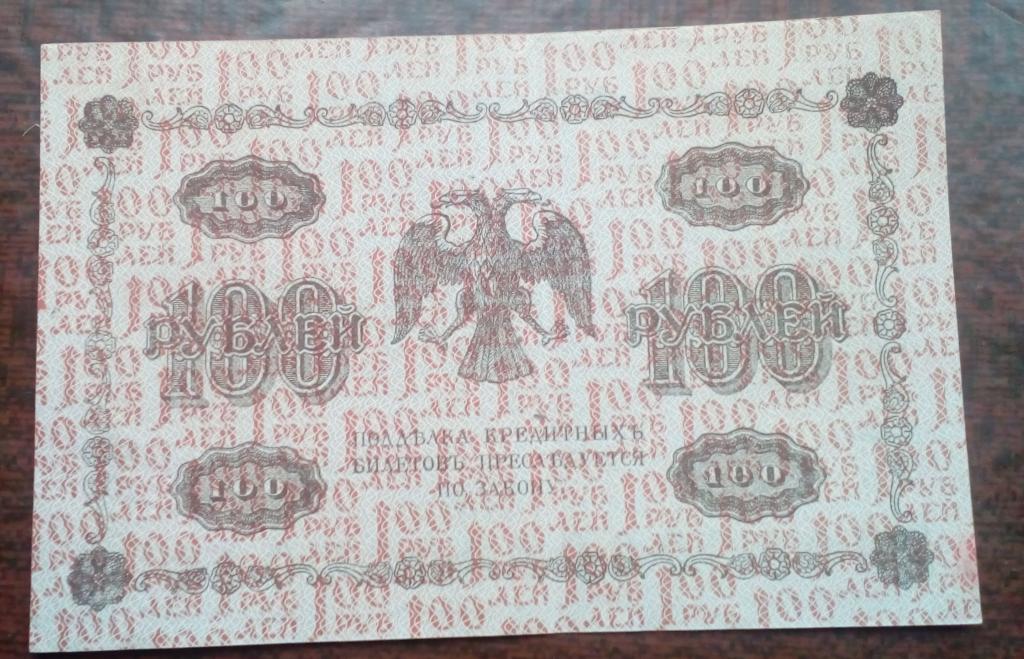 100 100
100 РУБЛЕЙ 100 РУБЛЕЙ
ПОДДѢЛКА КРЕДИТНЫХЪ
БИЛЕТОВЪ ПРЕСЛѢДУЕТСЯ
ПО ЗАКОНУ
100 100